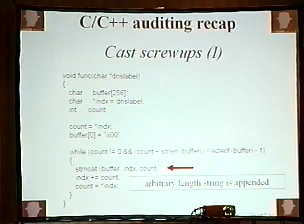 C/C++ auditing recap
Cast screwups (I)
void func(char *dnslabel)
{
char buffer[256];
char *indx = dnslabel;
int count;
count = *indx;
buffer[0] = '\x00';
while (count != 0 && (count + strlen (buffer)) < sizeof (buffer) - 1)
{
strncat (buffer, indx, count);
indx += count;
count = *indx;
}
}
arbitrary length string is appended